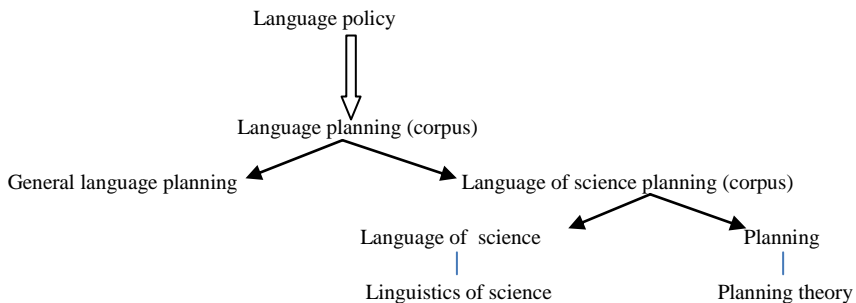 Language policy
Language planning (corpus)
General language planning
Language of science planning (corpus)
Language of science
Planning
Linguistics of science
Planning theory